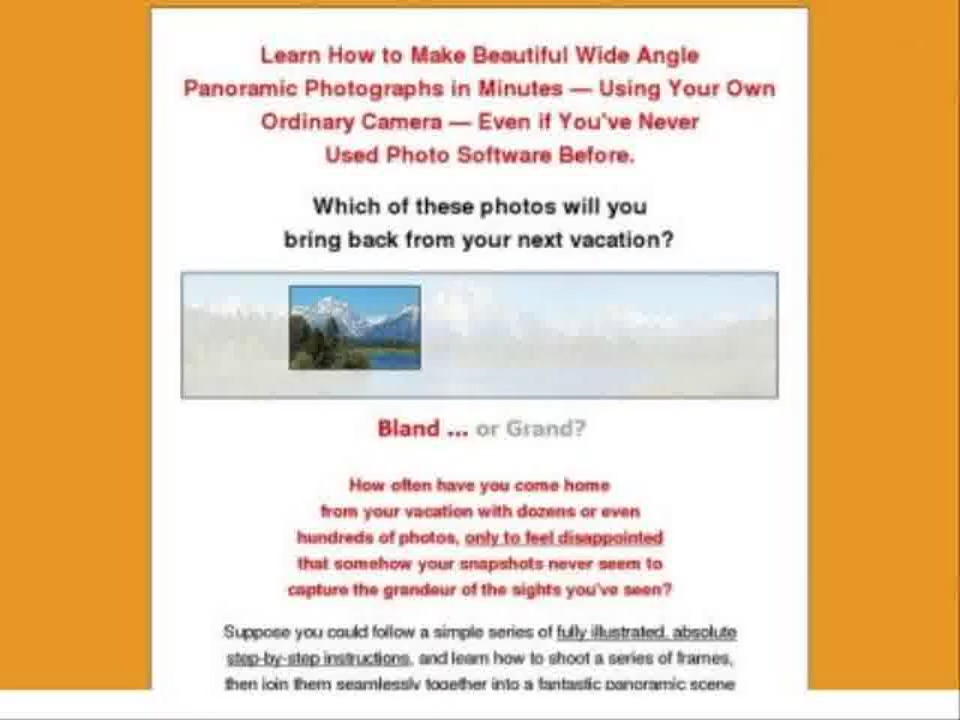 Learn How to Make Beautiful Wide Angle
Panoramic Photographs in Minutes — Using Your Own
Ordinary Camera — Even if You've Never
Used Photo Software Before.
Which of these photos will you
bring back from your next vacation?
Bland ... or Grand?
How often have you come home
from your vacation with dozens or even
hundreds of photos, only to feel disappointed
that somehow your snapshots never seem to
capture the grandeur of the sights you've seen?
Suppose you could follow a simple series of fully illustrated, absolute
step-by-step instructions, and learn how to shoot a series of frames,
then join them seamlessly together into a fantastic panoramic scene